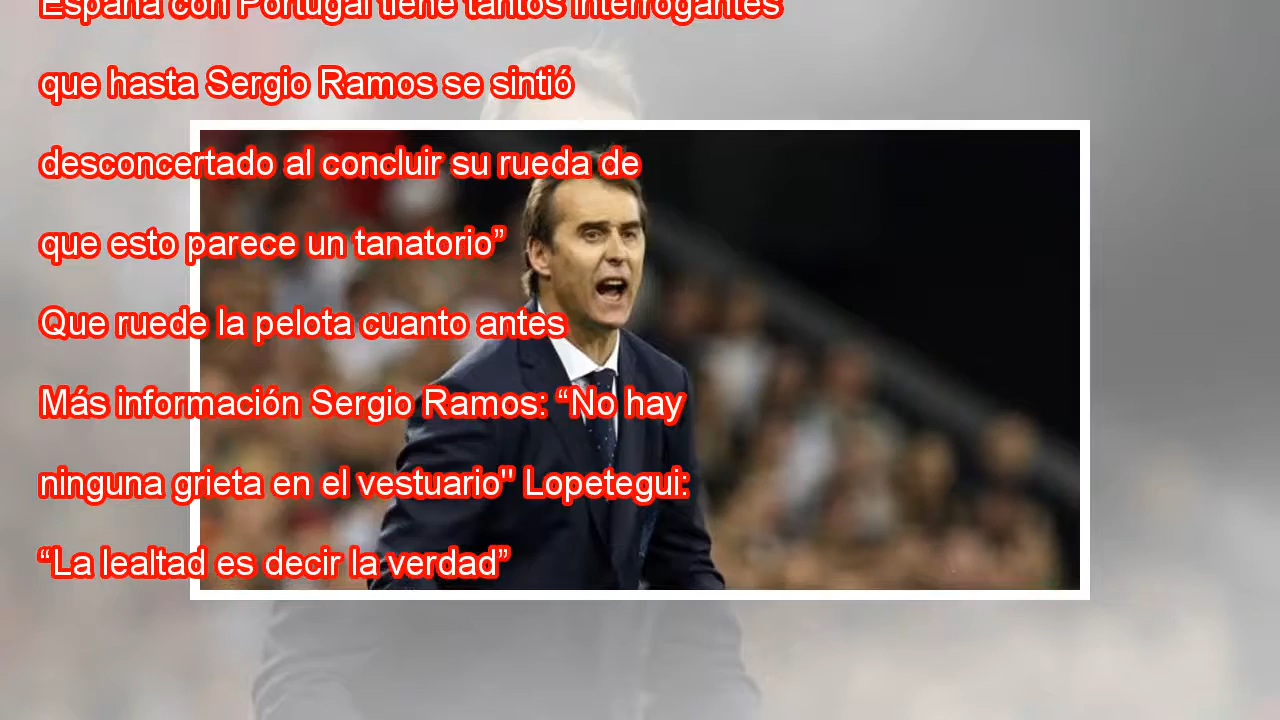 España con Portugal tiene tantos interrogantes
que hasta Sergio Ramos se sintió
desconcertado al concluir su rueda de
que esto parece un tanatorio”
Que ruede la pelota cuanto antes
Más información Sergio Ramos: “No hay
ninguna grieta en el vestuario" Lopetegui:
“La lealtad es decir la verdad”